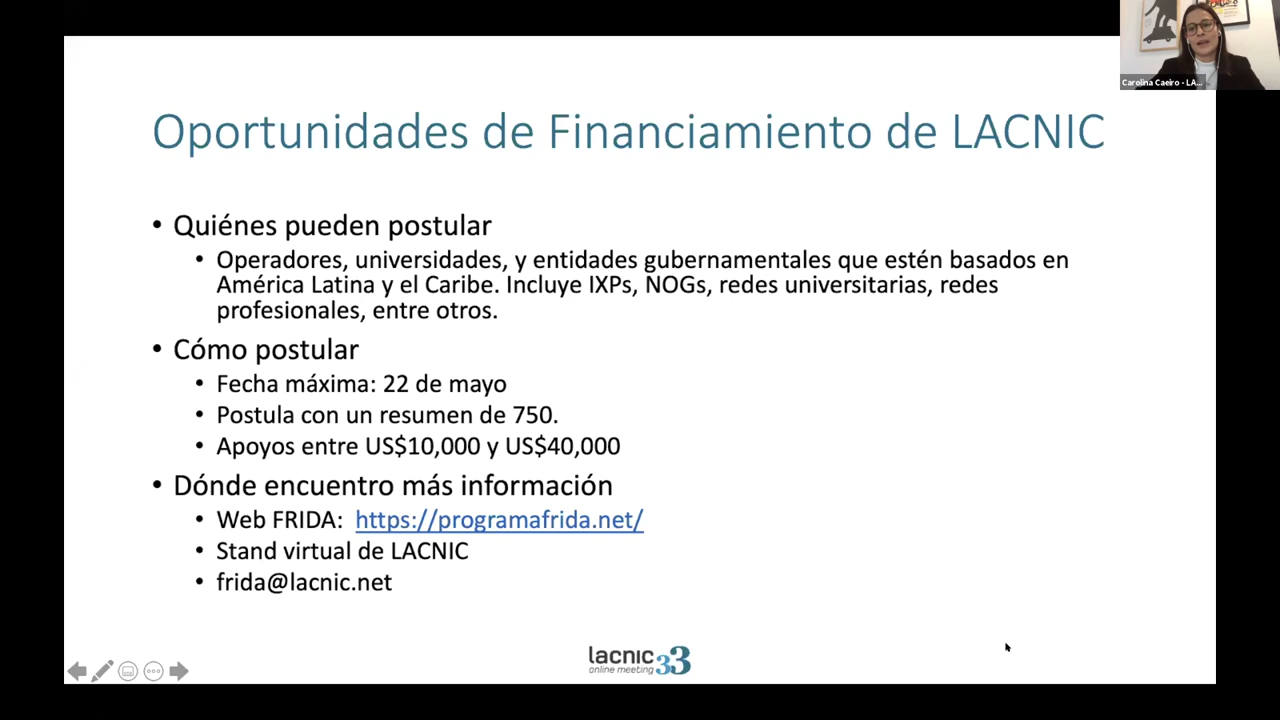 Carolina Caeiro - LA...
Oportunidades de Financiamiento de LACNIC
• Quiénes pueden postular
• Operadores, universidades, y entidades gubernamentales que estén basados en
América Latina y el Caribe. Incluye IXPs, NOGs, redes universitarias, redes
profesionales, entre otros.
• Cómo postular
• Fecha máxima: 22 de mayo
• Postula con un resumen de 750.
• Apoyos entre US$10,000 y US$40,000
• Dónde encuentro más información
• Web FRIDA: https://programafrida.net/
• Stand virtual de LACNIC
• frida@lacnic.net
lacnic 33
online meeting